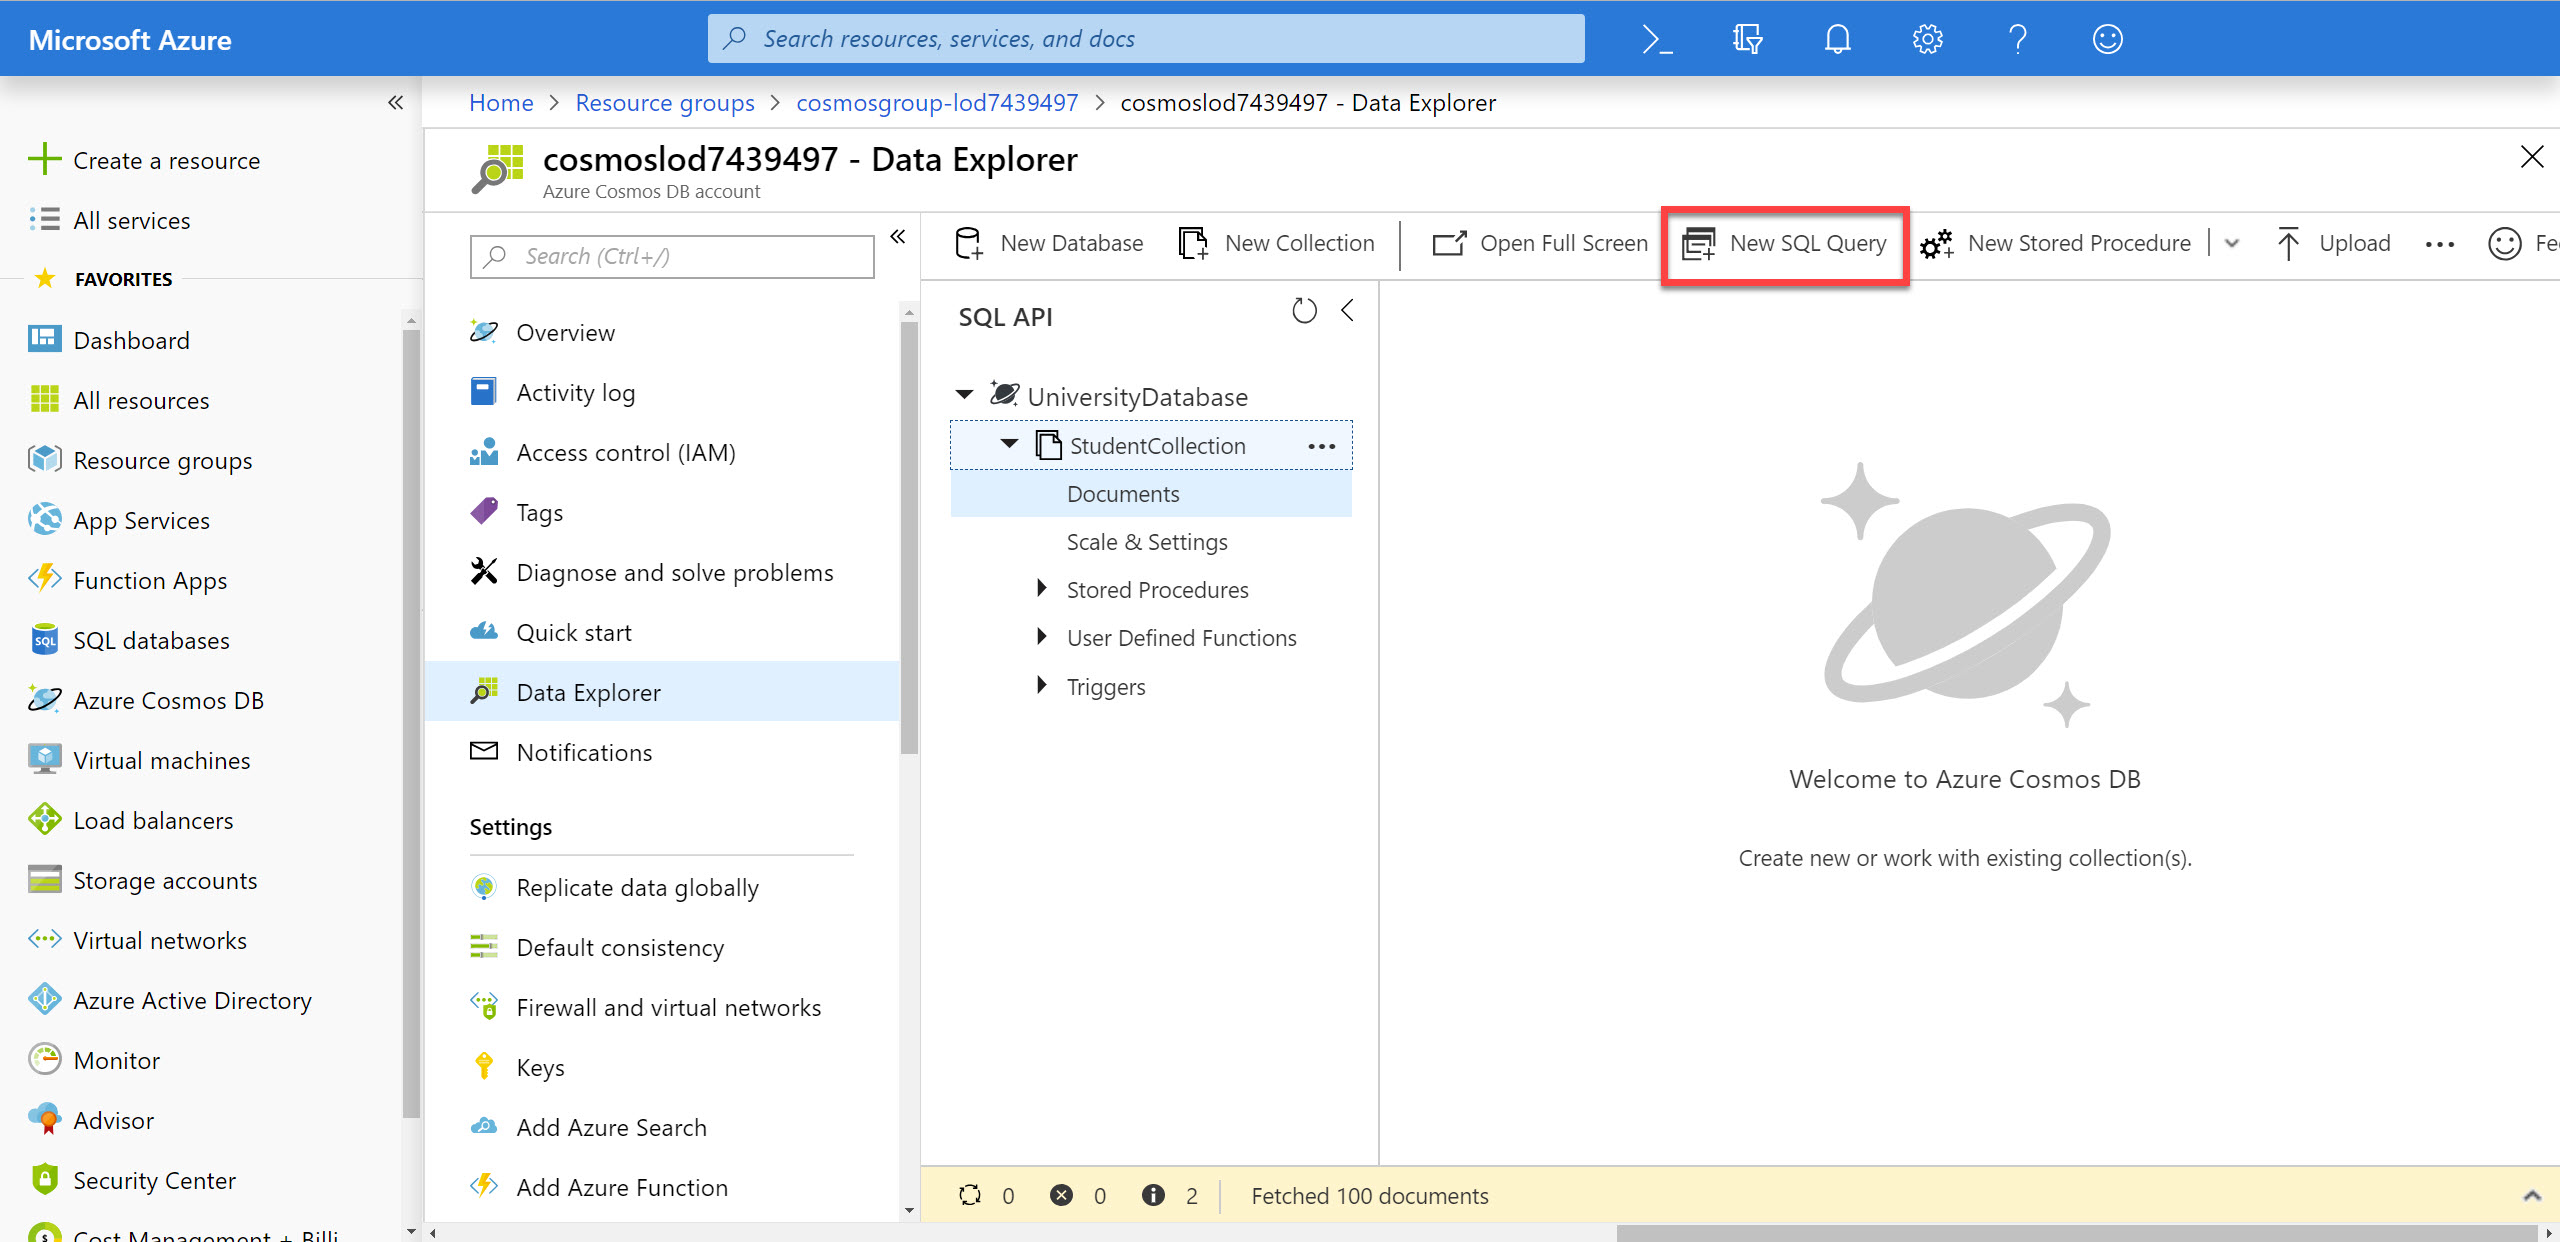 Microsoft Azure
Search resources, services, and docs
Home > Resource groups > cosmosgroup-lod7439497 > cosmoslod7439497 - Data Explorer
Create a resource
All services
FAVORITES
Dashboard
All resources
Resource groups
App Services
Function Apps
SQL databases
Azure Cosmos DB
Virtual machines
Load balancers
Storage accounts
Virtual networks
Azure Active Directory
Monitor
Advisor
Security Center
Cost Management + Billi
cosmoslod7439497 - Data Explorer
Azure Cosmos DB account
Search (Ctrl+/)
Overview
Activity log
Access control (IAM)
Tags
Diagnose and solve problems
Quick start
Data Explorer
Notifications
Settings
Replicate data globally
Default consistency
Firewall and virtual networks
Keys
Add Azure Search
Add Azure Function
New Database
New Collection
Open Full Screen
New SQL Query
New Stored Procedure
Upload
Fe
SQL API
UniversityDatabase
StudentCollection
Documents
Scale & Settings
Stored Procedures
User Defined Functions
Triggers
Welcome to Azure Cosmos DB
Create new or work with existing collection(s).
0 0 2 Fetched 100 documents